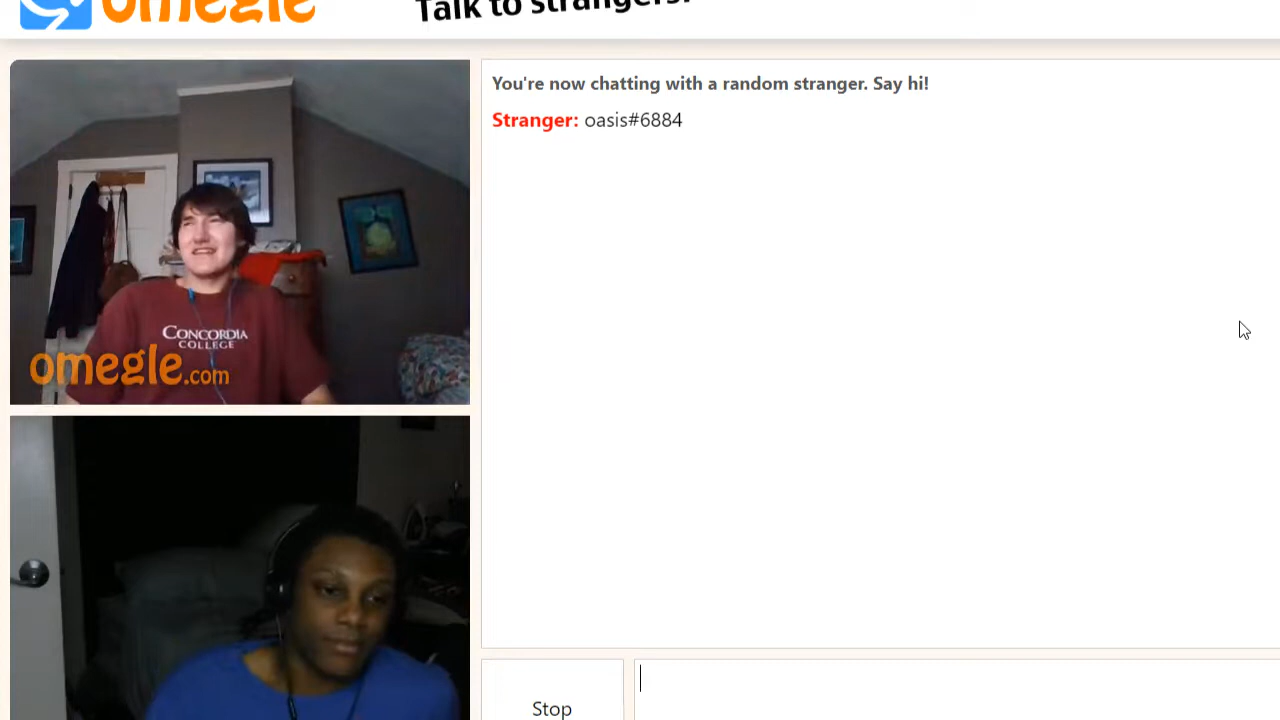 omegle
Talk to strangers!
You're now chatting with a random stranger. Say hi!
Stranger: oasis#6884
CONCORDIA
COLLEGE
omegle.com
Stop